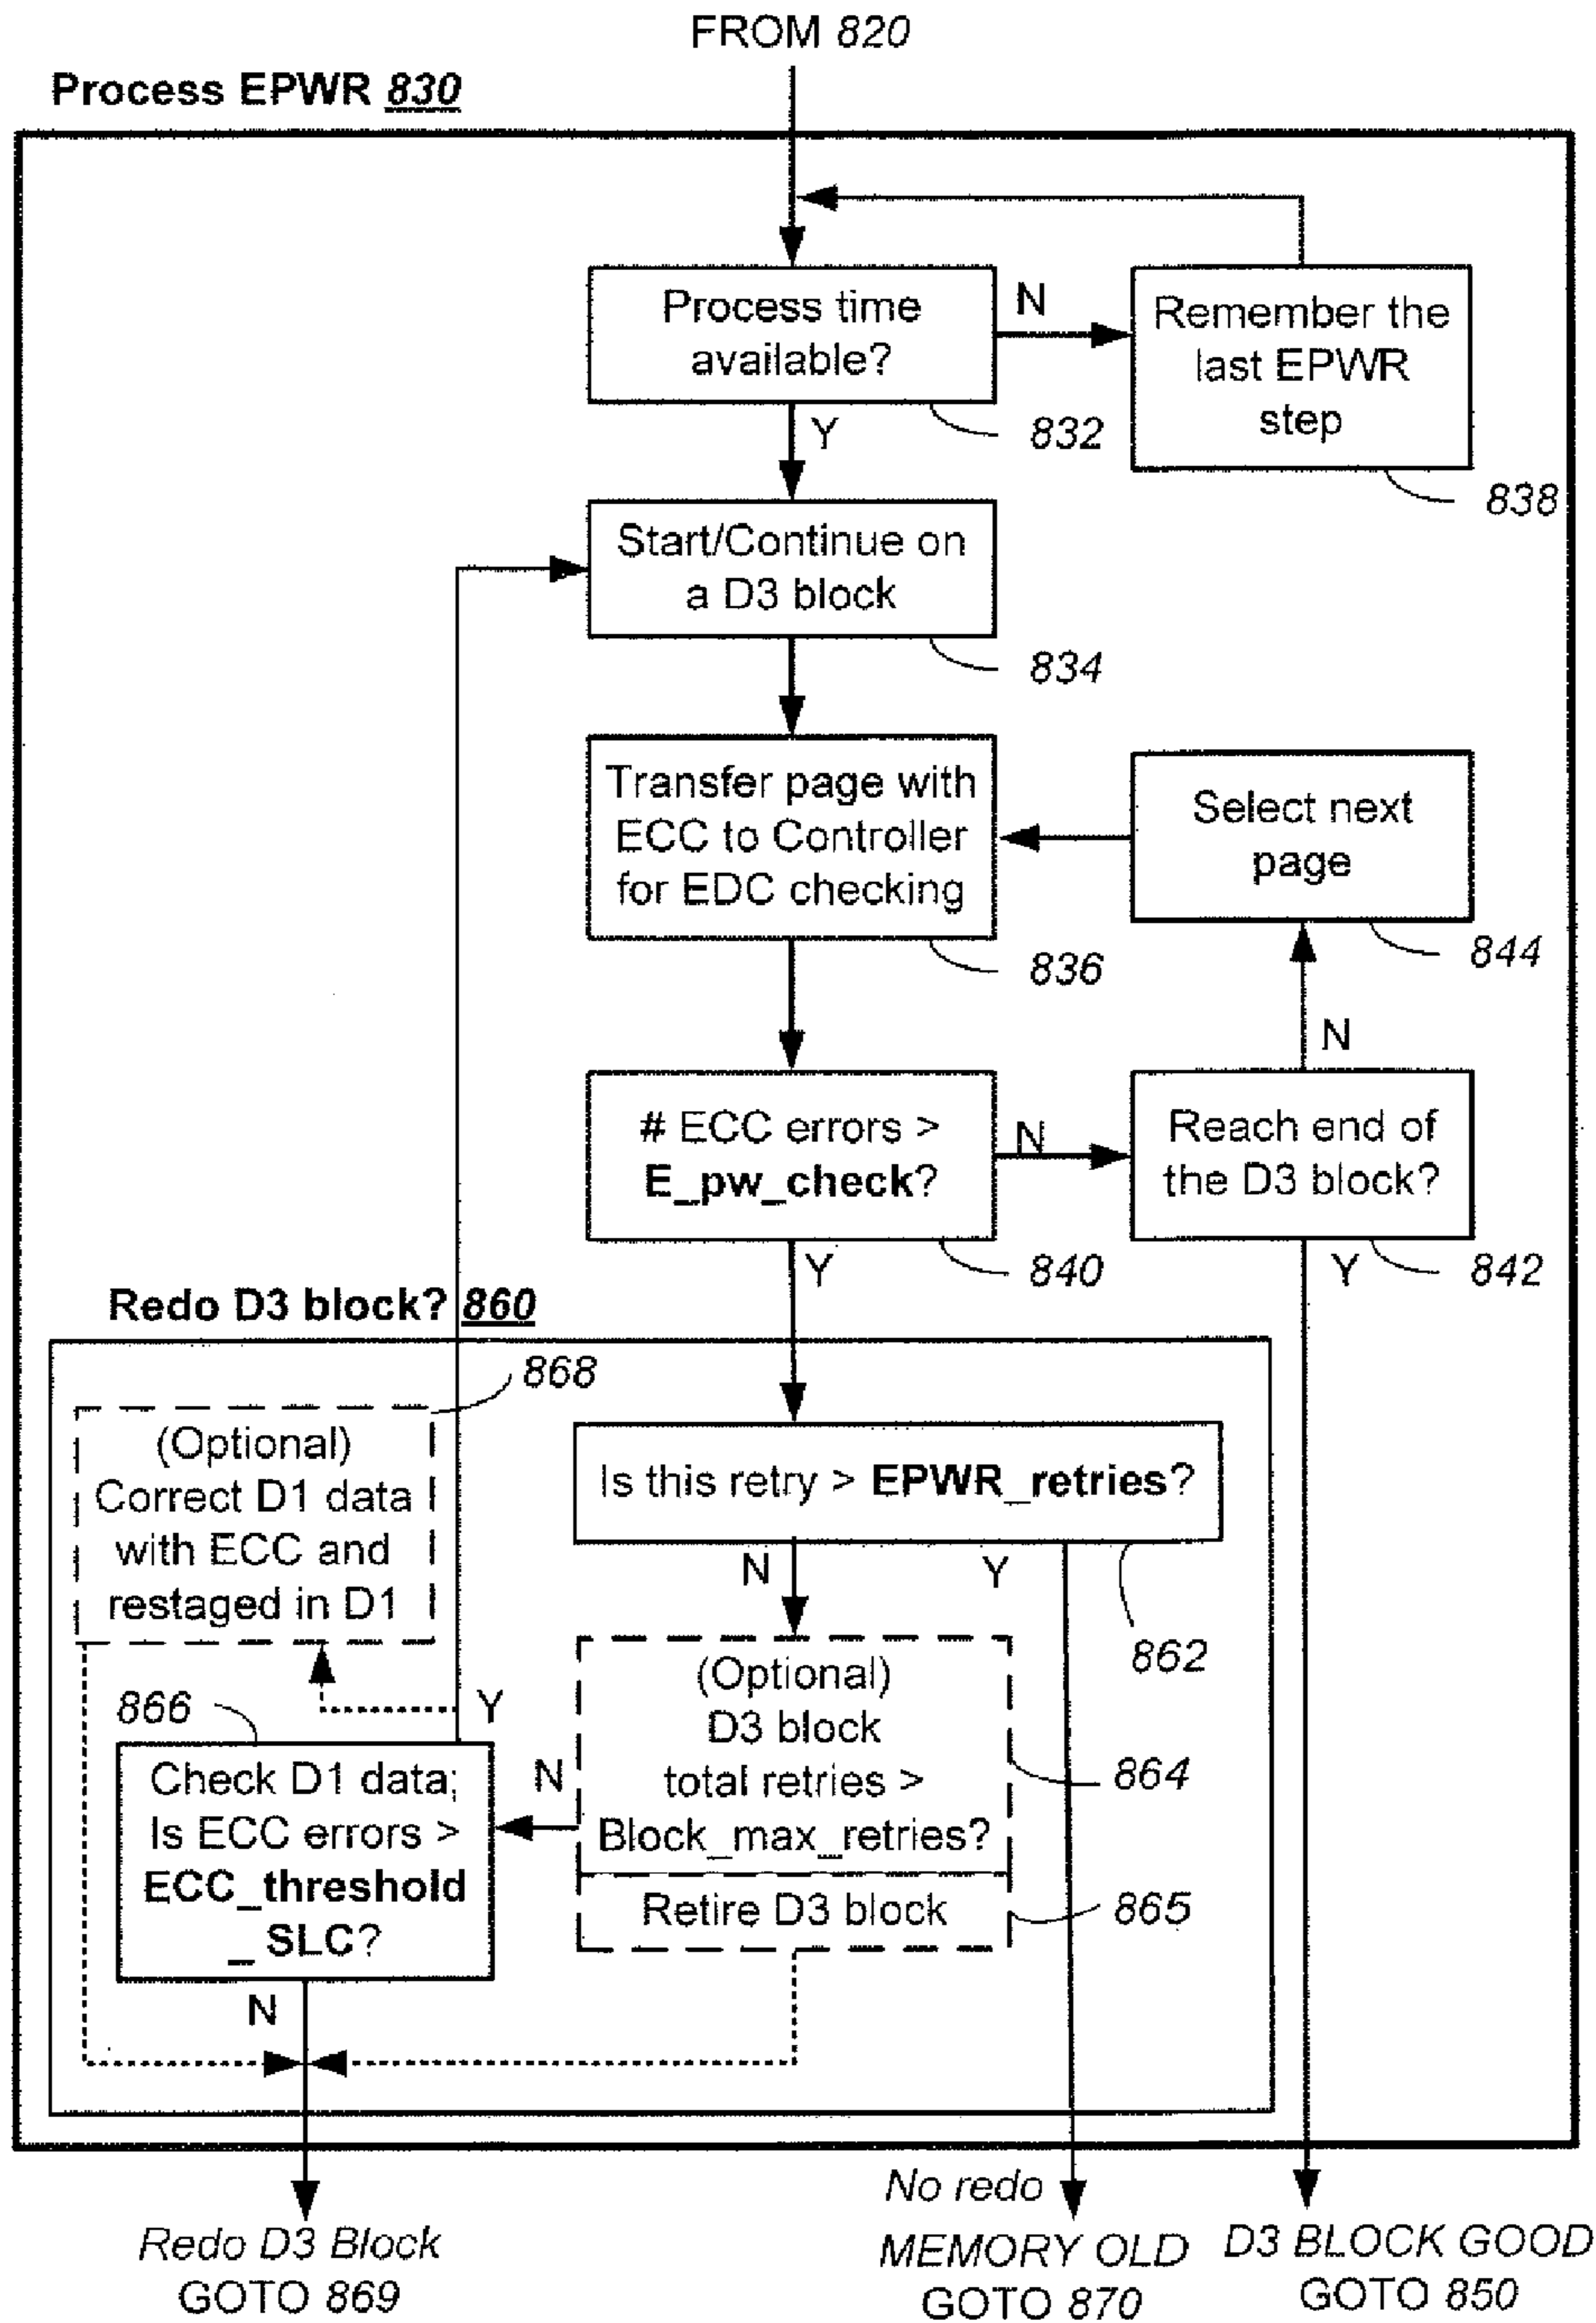 FROM 820
Process EPWR 830
Process time
available?
N
Remember the
last EPWR
step
Y
832
838
Start/Continue on
a D3 block
834
Transfer page with
ECC to Controller
for EDC checking
Select next
page
836
844
N
# ECC errors >
E_pw_check?
N
Reach end of
the D3 block?
Y
840
Y
842
Redo D3 block? 860
868
(Optional)
Correct D1 data
with ECC and
restaged in D1
Is this retry > EPWR_retries?
N
Y
862
(Optional)
D3 block
total retries >
Block_max_retries?
864
Retire D3 block
865
866
Y
Check D1 data;
Is ECC errors >
ECC_threshold
_ SLC?
N
N
Redo D3 Block
GOTO 869
No redo
MEMORY OLD
GOTO 870
D3 BLOCK GOOD
GOTO 850